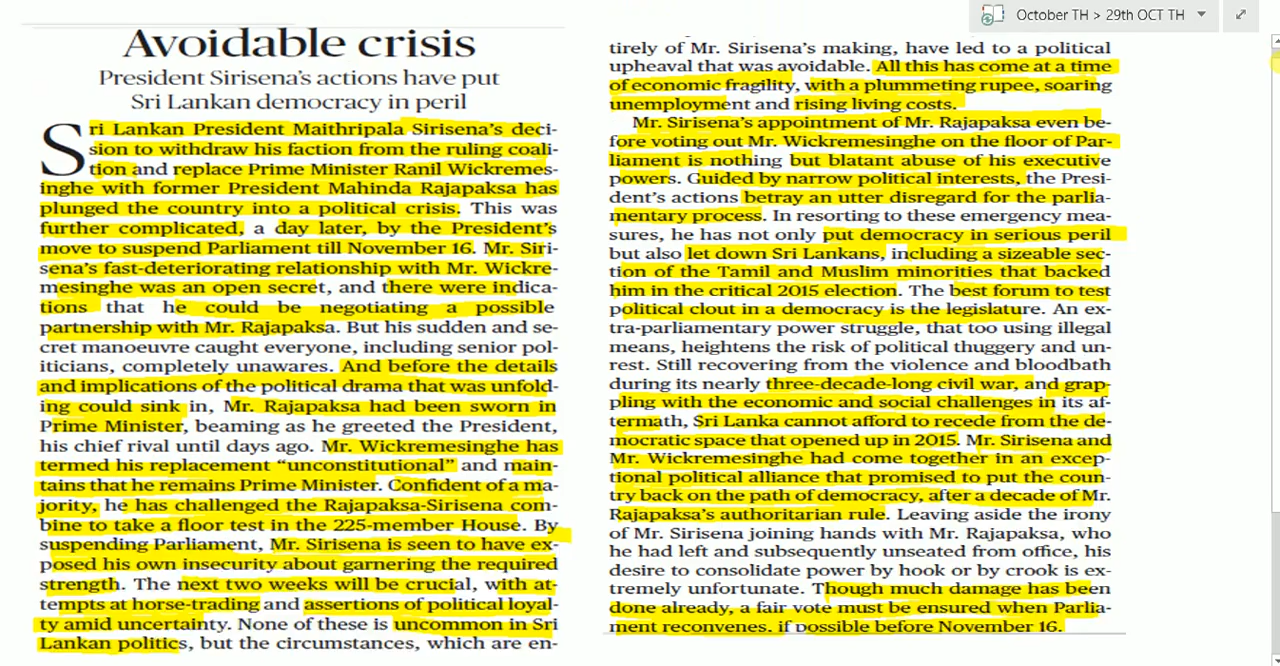 October TH > 29th OCT TH
Avoidable crisis
President Sirisena's actions have put
Sri Lankan democracy in peril
Sri Lankan President Maithripala Sirisena's deci-
sion to withdraw his faction from the ruling coali-
tion and replace Prime Minister Ranil Wickremes-
inghe with former President Mahinda Rajapaksa has
plunged the country into a political crisis. This was
further complicated, a day later, by the President's
move to suspend Parliament till November 16. Mr. Siri-
sena's fast-deteriorating relationship with Mr. Wickre-
mesinghe was an open secret, and there were indica-
tions that he could be negotiating a possible
partnership with Mr. Rajapaksa. But his sudden and se-
cret manoeuvre caught everyone, including senior pol-
iticians, completely unawares. And before the details
and implications of the political drama that was unfold-
ing could sink in, Mr. Rajapaksa had been sworn in
Prime Minister, beaming as he greeted the President,
his chief rival until days ago. Mr. Wickremesinghe has
termed his replacement "unconstitutional" and main-
tains that he remains Prime Minister. Confident of a ma-
jority, he has challenged the Rajapaksa-Sirisena com-
bine to take a floor test in the 225-member House. By
suspending Parliament, Mr. Sirisena is seen to have ex-
posed his own insecurity about garnering the required
strength. The next two weeks will be crucial, with at-
tempts at horse-trading and assertions of political loyal-
ty amid uncertainty. None of these is uncommon in Sri
Lankan politics, but the circumstances, which are en-
tirely of Mr. Sirisena's making, have led to a political
upheaval that was avoidable. All this has come at a time
of economic fragility, with a plummeting rupee, soaring
unemployment and rising living costs.
Mr. Sirisena's appointment of Mr. Rajapaksa even be-
fore voting out Mr. Wickremesinghe on the floor of Par-
liament is nothing but blatant abuse of his executive
powers. Guided by narrow political interests, the Presi-
dent's actions betray an utter disregard for the parlia-
mentary process. In resorting to these emergency mea-
sures, he has not only put democracy in serious peril
but also let down Sri Lankans, including a sizeable sec-
tion of the Tamil and Muslim minorities that backed
him in the critical 2015 election. The best forum to test
political clout in a democracy is the legislature. An ex-
tra-parliamentary power struggle, that too using illegal
means, heightens the risk of political thuggery and un-
rest. Still recovering from the violence and bloodbath
during its nearly three-decade-long civil war, and grap-
pling with the economic and social challenges in its af-
termath, Sri Lanka cannot afford to recede from the de-
mocratic space that opened up in 2015. Mr. Sirisena and
Mr. Wickremesinghe had come together in an excep-
tional political alliance that promised to put the coun-
try back on the path of democracy, after a decade of Mr.
Rajapaksa's authoritarian rule. Leaving aside the irony
of Mr. Sirisena joining hands with Mr. Rajapaksa, who
he had left and subsequently unseated from office, his
desire to consolidate power by hook or by crook is ex-
tremely unfortunate. Though much damage has been
done already, a fair vote must be ensured when Parlia-
ment reconvenes, if possible before November 16.